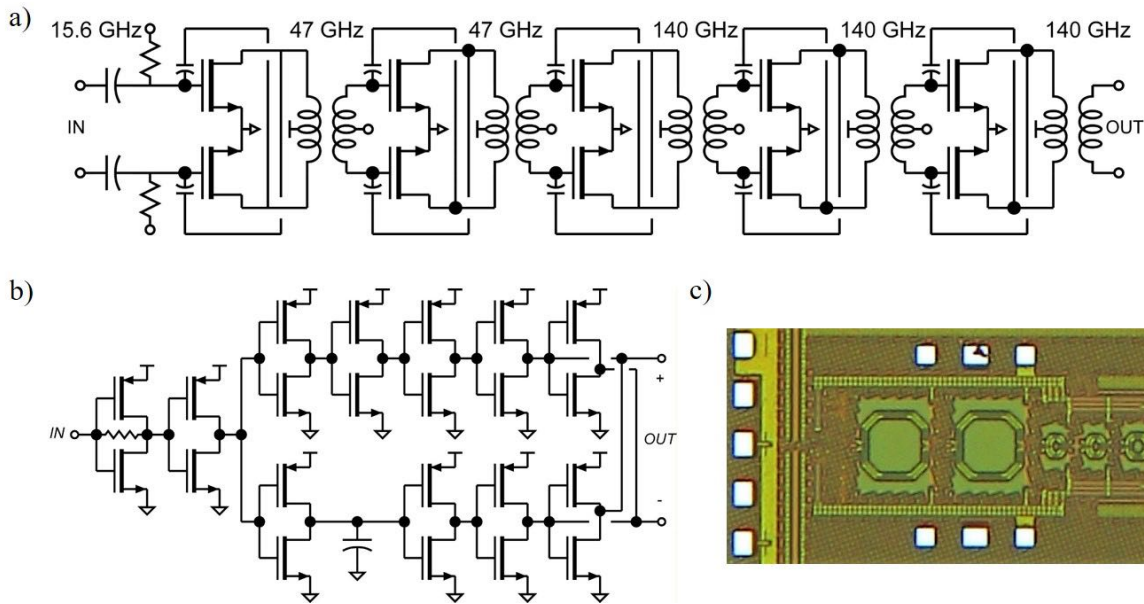 a)
15.6 GHz 47 GHz 47 GHz 140 GHz 140 GHz 140 GHz
IN OUT
b) c)
+
IN OUT
-